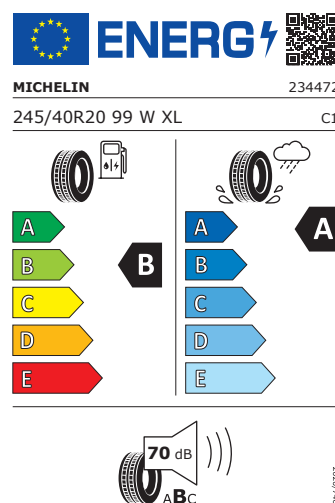 ENERG
MICHELIN
234472
245/40R20 99 W XL
C1
A
B
C
D
E
B
A
B
C
D
E
A
70 dB
ABC